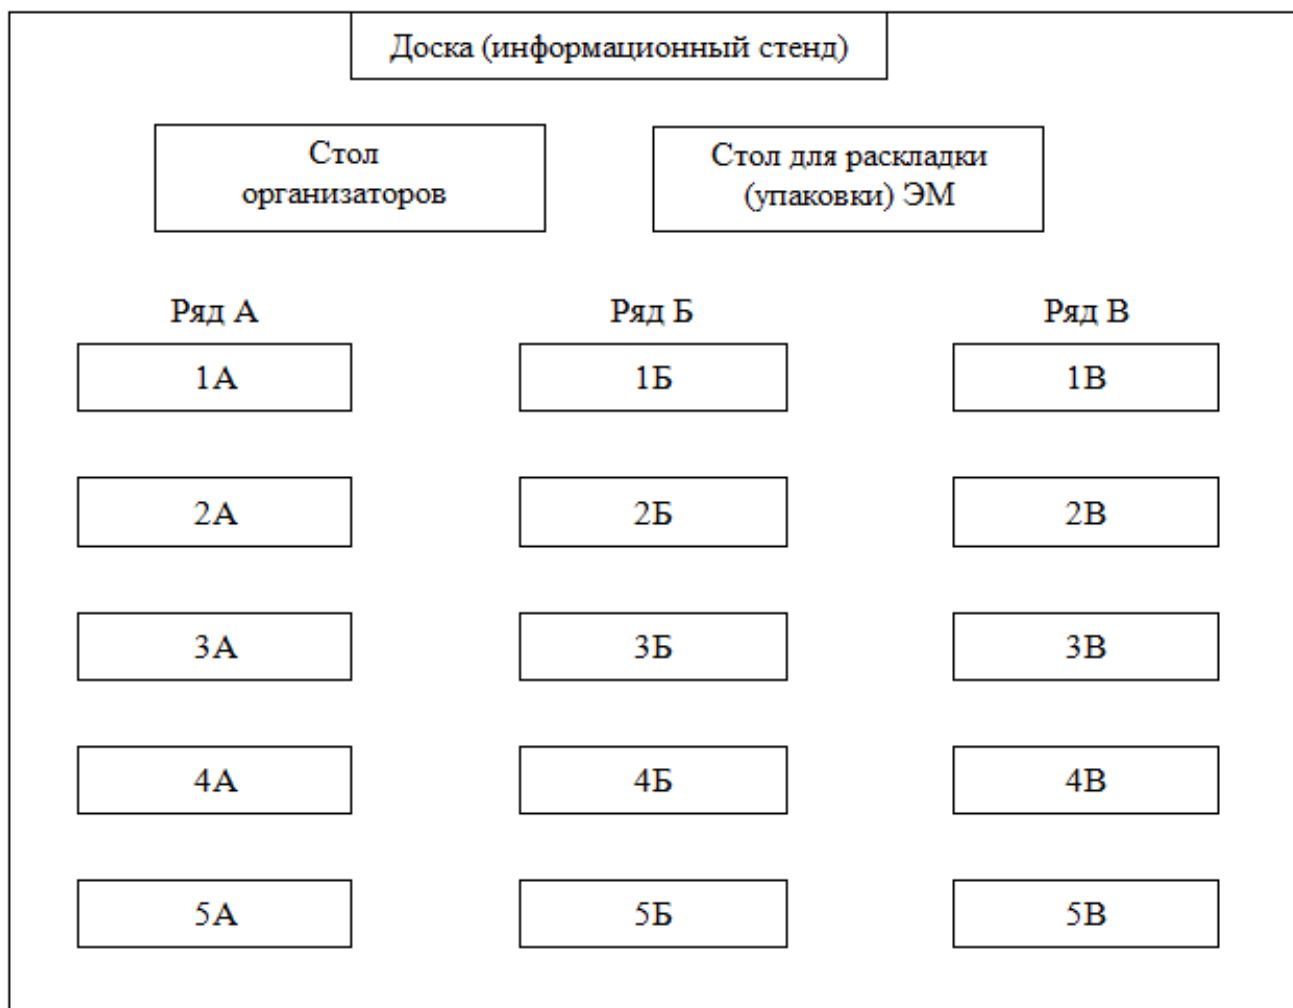 Доска (информационный стенд)
Стол
организаторов
Стол для раскладки
(упаковки) ЭМ
Ряд А
Ряд Б
Ряд В
1А
1Б
1В
2А
2Б
2В
3А
3Б
3В
4А
4Б
4В
5А
5Б
5В